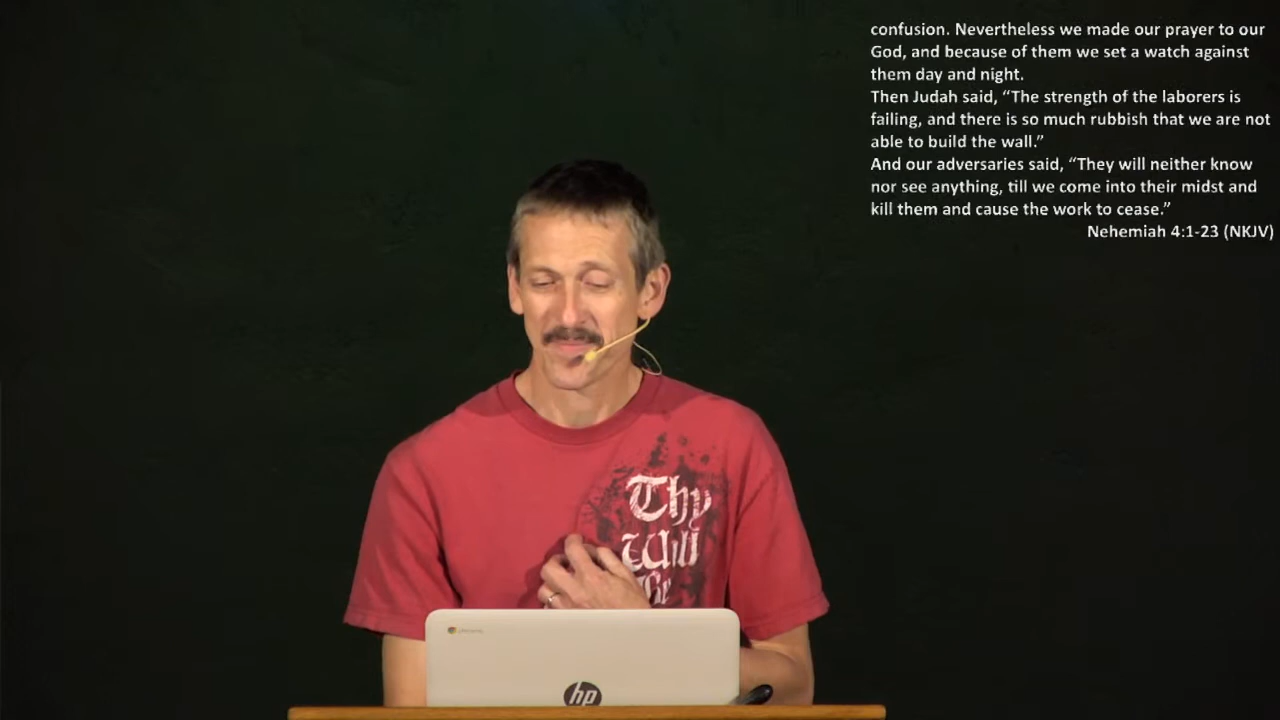 confusion. Nevertheless we made our prayer to our
God, and because of them we set a watch against
them day and night.
Then Judah said, “The strength of the laborers is
failing, and there is so much rubbish that we are not
able to build the wall.”
And our adversaries said, “They will neither know
nor see anything, till we come into their midst and
kill them and cause the work to cease.”
Nehemiah 4:1-23 (NKJV)
Thy
Will
Be
hp